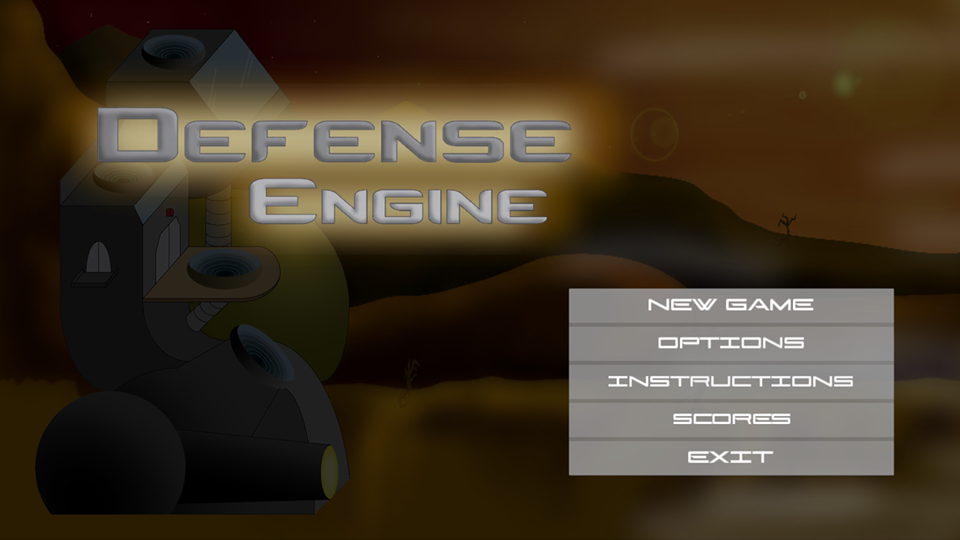 DEFENSE
ENGINE
NEW GAME
OPTIONS
INSTRUCTIONS
SCORES
EXIT